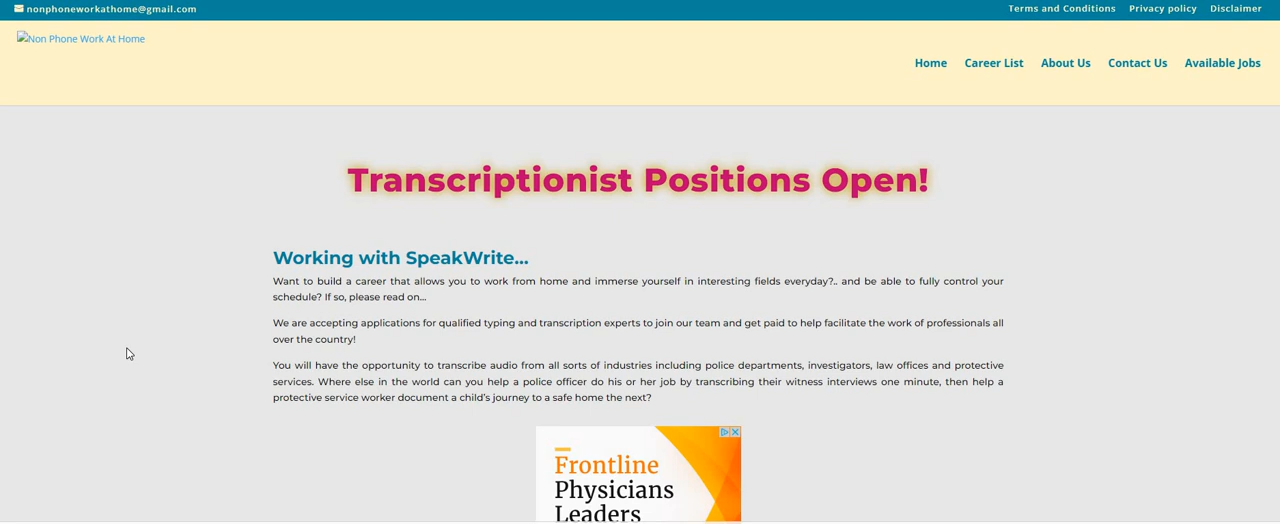 nonphoneworkathome@gmail.com
Terms and Conditions Privacy policy Disclaimer
Non Phone Work At Home
Home Career List About Us Contact Us Available Jobs
Transcriptionist Positions Open!
Working with SpeakWrite...
Want to build a career that allows you to work from home and immerse yourself in interesting fields everyday?.. and be able to fully control your
schedule? If so, please read on...
We are accepting applications for qualified typing and transcription experts to join our team and get paid to help facilitate the work of professionals all
over the country!
You will have the opportunity to transcribe audio from all sorts of industries including police departments, investigators, law offices and protective
services. Where else in the world can you help a police officer do his or her job by transcribing their witness interviews one minute, then help a
protective service worker document a child's journey to a safe home the next?
Frontline
Physicians
Leaders